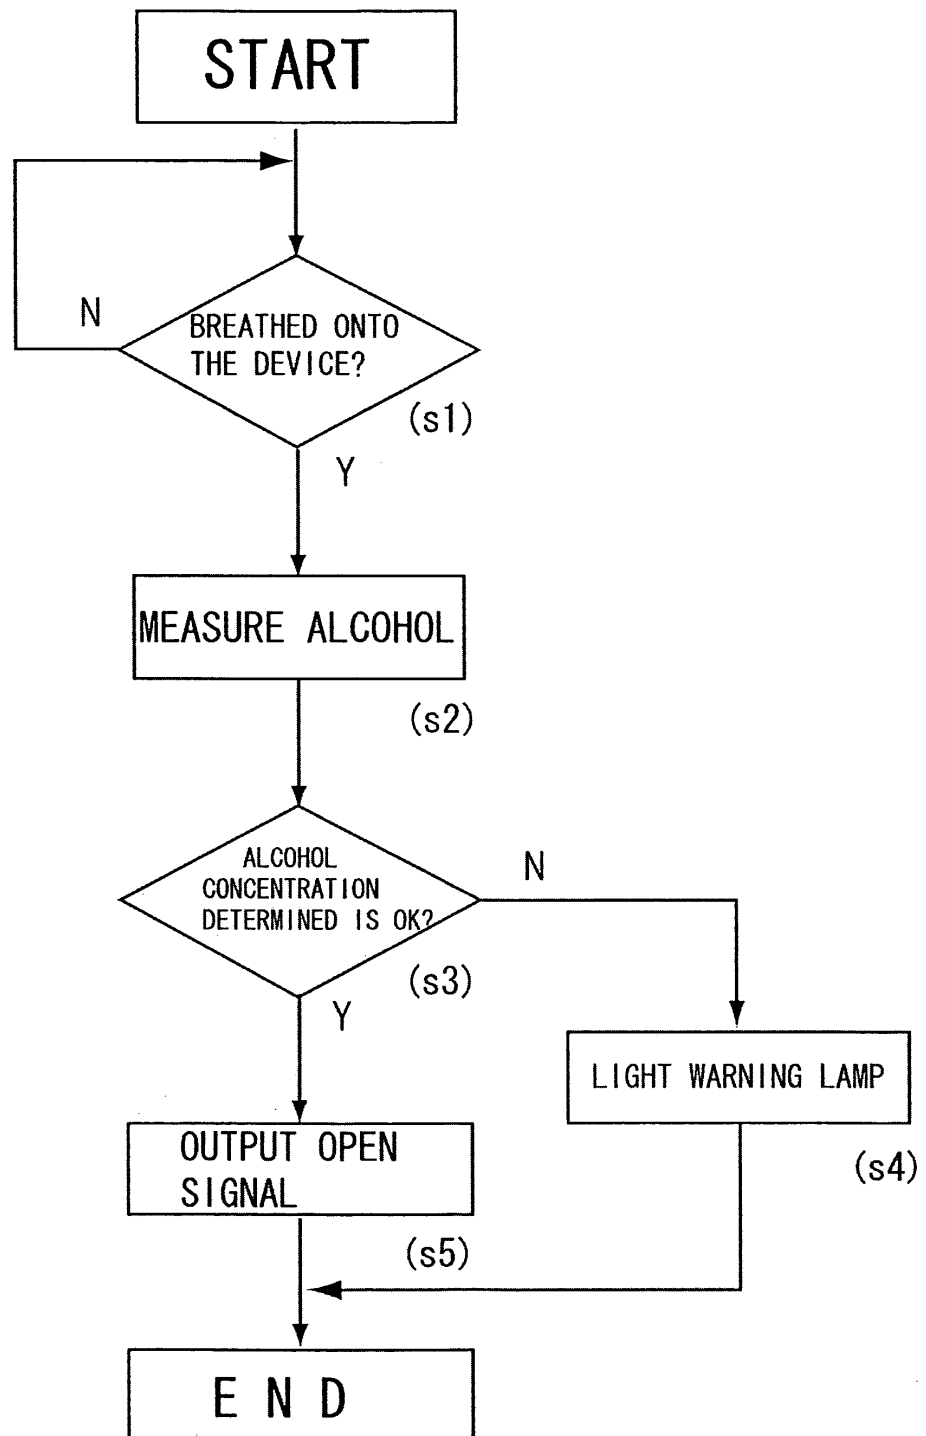 START
N
BREATHED ONTO
THE DEVICE?
(s1)
Y
MEASURE ALCOHOL
(s2)
ALCOHOL
CONCENTRATION
DETERMINED IS OK?
N
(s3)
Y
LIGHT WARNING LAMP
(s4)
OUTPUT OPEN
SIGNAL
(s5)
END